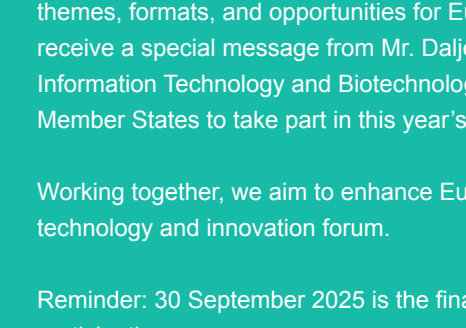 themes, formats, and opportunities for
receive a special message from Mr.
Information Technology and
Member States to take part in this year's
Working together, we aim to enhance
technology and innovation forum.
Reminder: 30 September 2025 is the